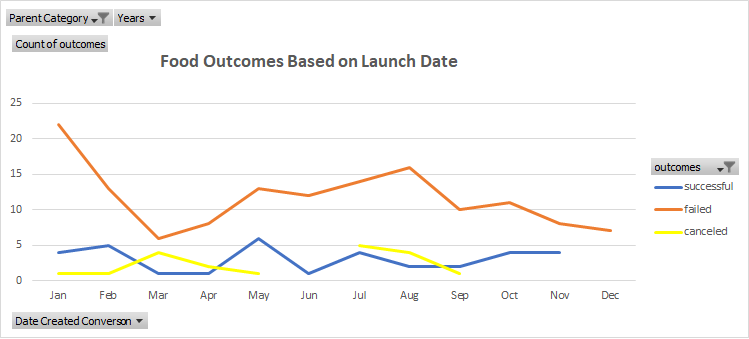 Parent Category Years
Count of outcomes
Food Outcomes Based on Launch Date
25
20
15
10
5
0
Jan Feb Mar Apr May Jun Jul Aug Sep Oct Nov Dec
outcomes
successful
failed
canceled
Date Created Converson